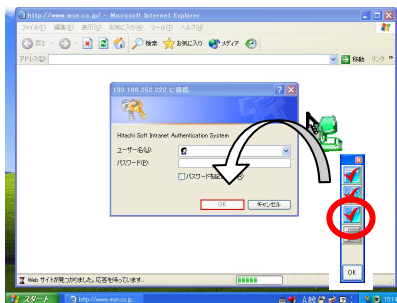 http://www.msn.co.jp/ - Microsoft Internet Explorer
ファイル(F) 編集(E) 表示(V) お気に入り(A) ツール(T) ヘルプ(H)
戻る 検索 お気に入り メディア
アドレス(D) 移動 リンク »
133.108.252.222 に接続
Hitachi Soft Intranet Authentication System
ユーザー名(U):
パスワード(P):
パスワードを記憶する(R)
OK キャンセル
OK
Web サイトが見つかりました。応答を待っています...
スタート http://www.msn.co.jp... A 般